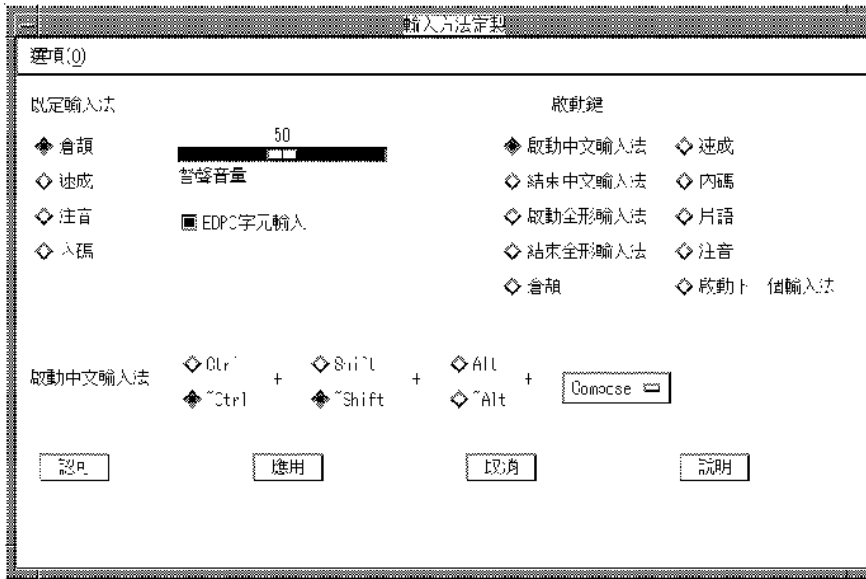 輸入方法定製
選項(O)
既定輸入法 啟動鍵
倉頡 50 啟動中文輸入法 速成
速成 聲音量 結束中文輸入法 內碼
注音 EDPC字元輸入 啟動全形輸入法 片語
內碼 結束全形輸入法 注音
倉頡 啟動下一個輸入法
Ctrl Shift Alt
啟動中文輸入法 + + + Compose
~Ctrl ~Shift ~Alt
認可 應用 取消 說明